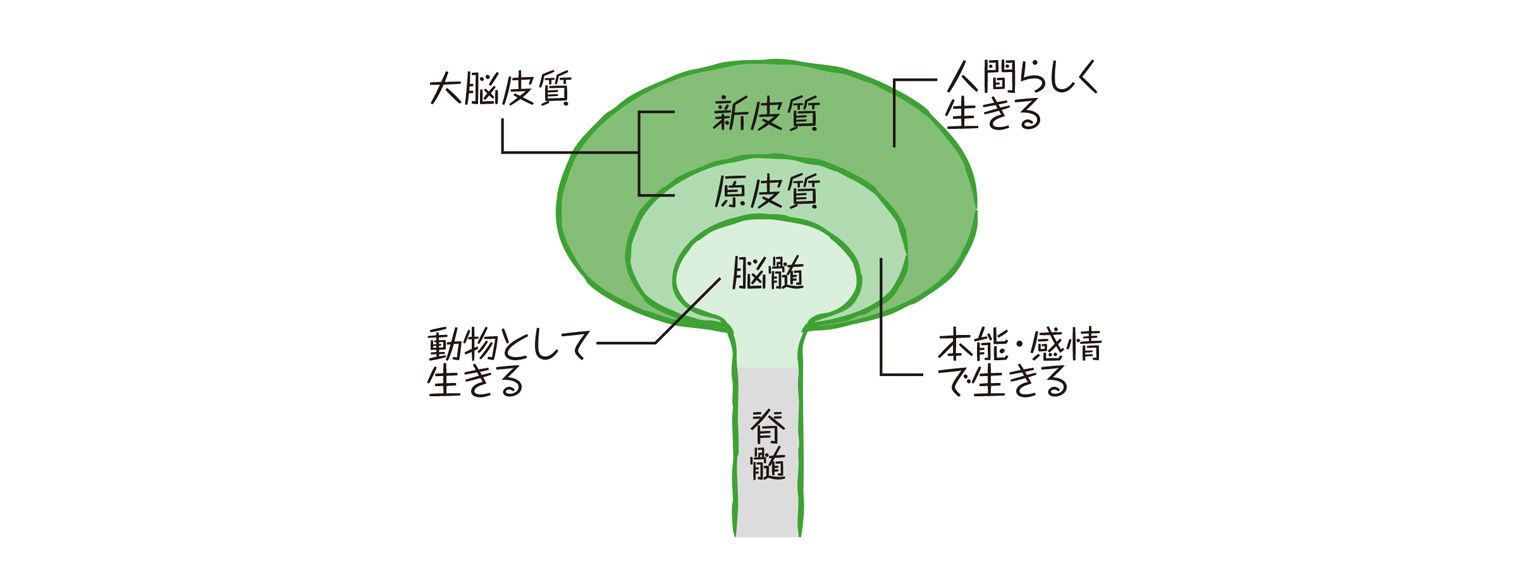 大脳皮質
新皮質
人間らしく
生きる
原皮質
脳髄
動物として
生きる
本能・感情
で生きる
脊髄